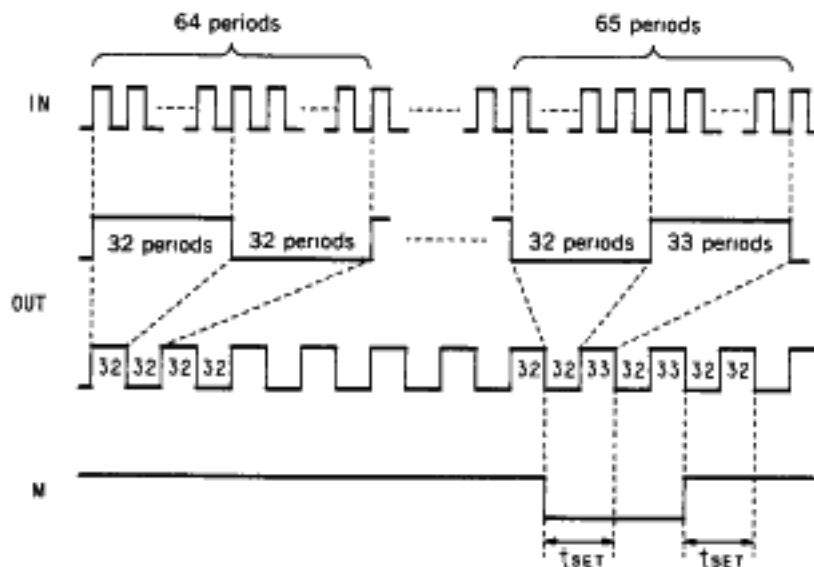 64 periods 65 periods
IN
32 periods 32 periods 32 periods 33 periods
OUT
32 32 32 32 32 32 33 32 33 32 32
M
tSET tSET